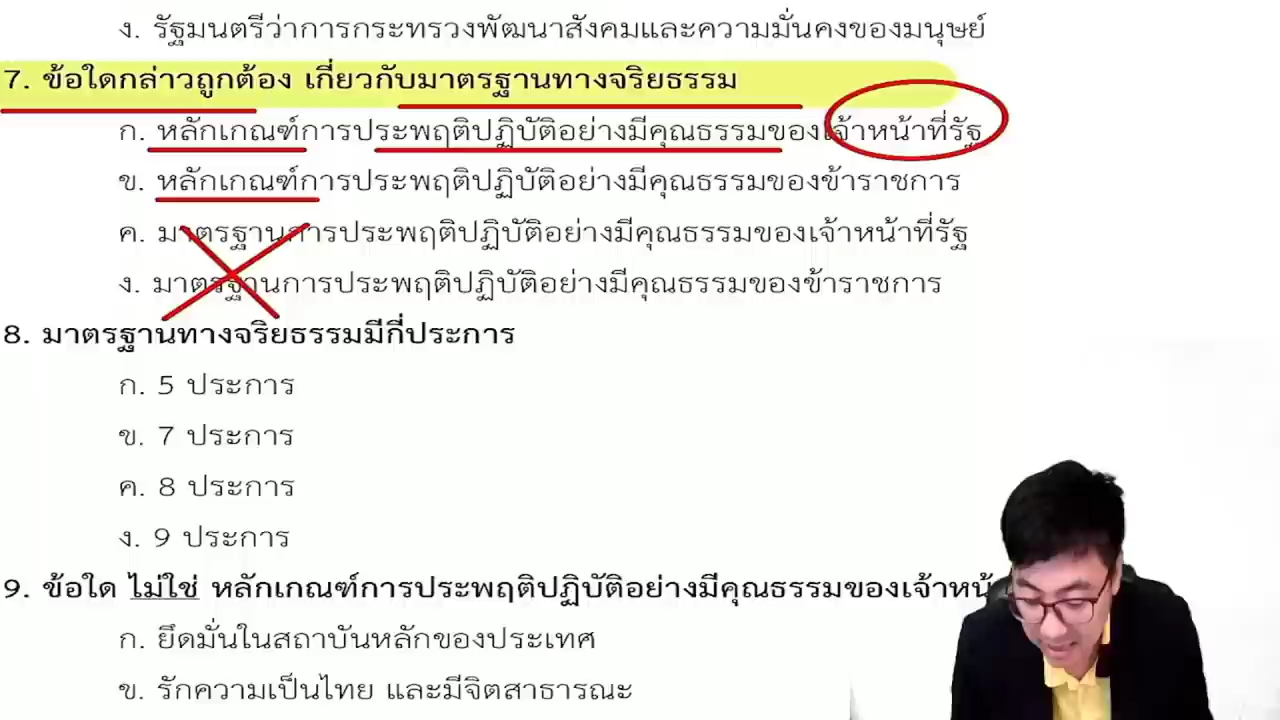 ง. รัฐมนตรีว่าการกระทรวงพัฒนาสังคมและความมั่นคงของมนุษย์
7. ข้อใดกล่าวถูกต้อง เกี่ยวกับมาตรฐานทางจริยธรรม
ก. หลักเกณฑ์การประพฤติปฏิบัติอย่างมีคุณธรรมของเจ้าหน้าที่รัฐ
ข. หลักเกณฑ์การประพฤติปฏิบัติอย่างมีคุณธรรมของข้าราชการ
ค. มาตรฐานการประพฤติปฏิบัติอย่างมีคุณธรรมของเจ้าหน้าที่รัฐ
ง. มาตรฐานการประพฤติปฏิบัติอย่างมีคุณธรรมของข้าราชการ
8. มาตรฐานทางจริยธรรมมีกี่ประการ
ก. 5 ประการ
ข. 7 ประการ
ค. 8 ประการ
ง. 9 ประการ
9. ข้อใด ไม่ใช่ หลักเกณฑ์การประพฤติปฏิบัติอย่างมีคุณธรรมของเจ้าหน้
ก. ยึดมั่นในสถาบันหลักของประเทศ
ข. รักความเป็นไทย และมีจิตสาธารณะ